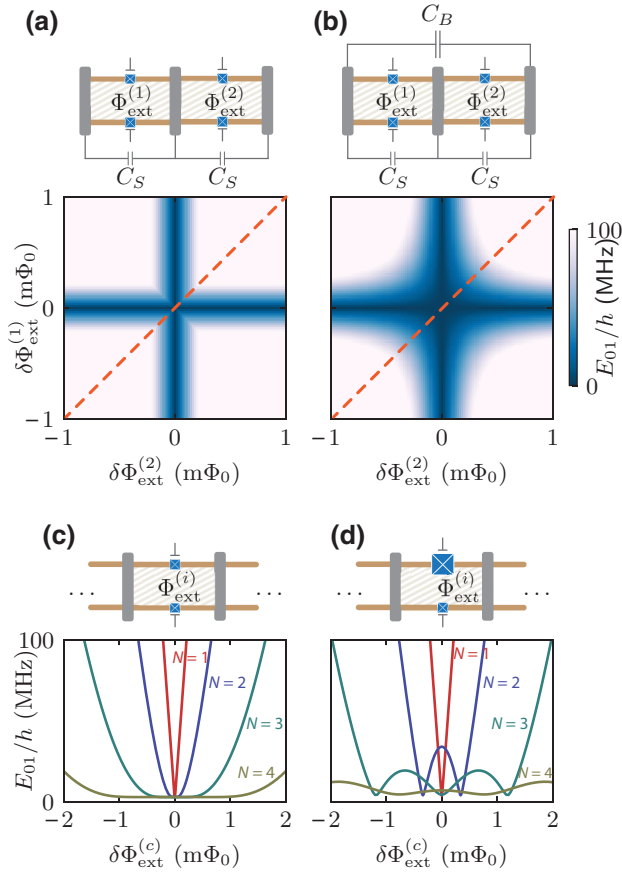 (a)
(b)
C_B
Φ_ext^(1) Φ_ext^(2)
Φ_ext^(1) Φ_ext^(2)
C_S C_S
C_S C_S
1
0
−1
δΦ_ext^(1) (mΦ_0)
−1 0 1
δΦ_ext^(2) (mΦ_0)
1
0
−1
−1 0 1
δΦ_ext^(2) (mΦ_0)
100
0
E_01/h (MHz)
(c)
(d)
... Φ_ext^(i) ...
... Φ_ext^(i) ...
100
0
E_01/h (MHz)
N = 1
N = 2
N = 3
N = 4
−2 −1 0 1 2
δΦ_ext^(c) (mΦ_0)
N = 1
N = 2
N = 3
N = 4
−2 −1 0 1 2
δΦ_ext^(c) (mΦ_0)